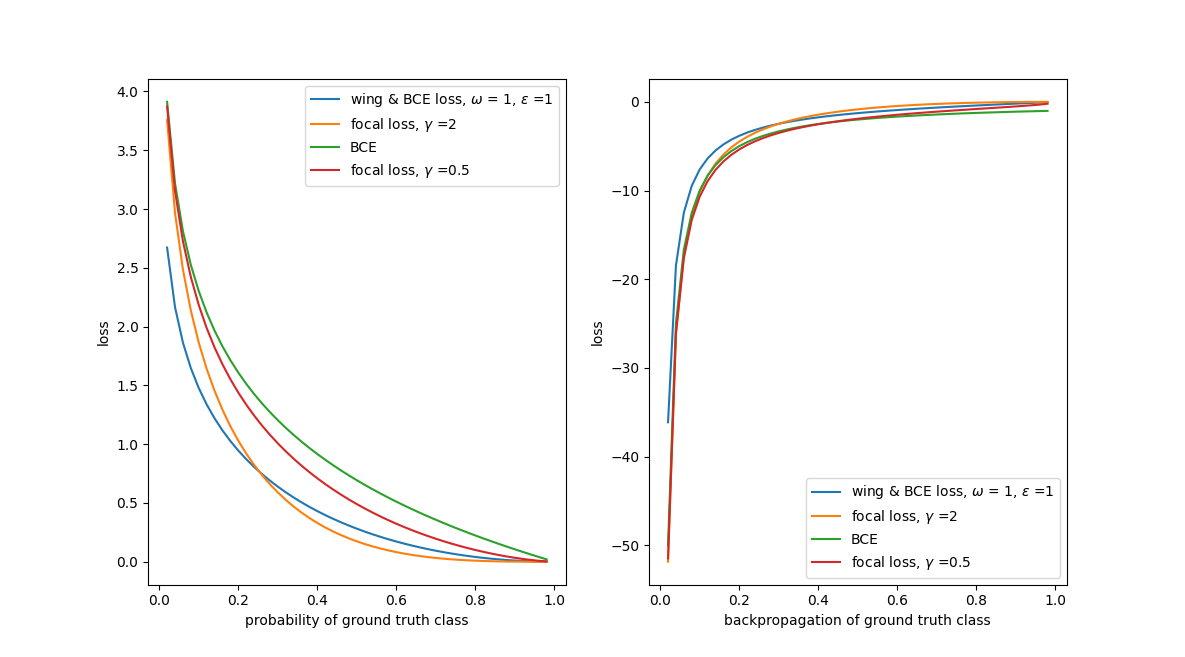 4.0
3.5
3.0
2.5
2.0
1.5
1.0
0.5
0.0
loss
wing & BCE loss, ω = 1, ε =1
focal loss, γ =2
BCE
focal loss, γ =0.5
0.0 0.2 0.4 0.6 0.8 1.0
probability of ground truth class
0
−10
−20
−30
−40
−50
loss
wing & BCE loss, ω = 1, ε =1
focal loss, γ =2
BCE
focal loss, γ =0.5
0.0 0.2 0.4 0.6 0.8 1.0
backpropagation of ground truth class